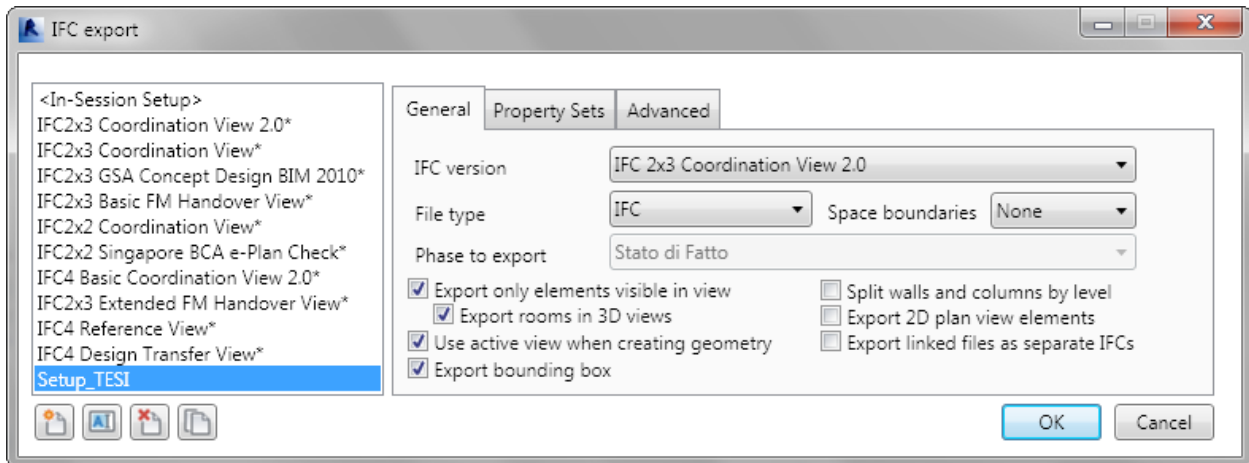 IFC export
<In-Session Setup>
IFC2x3 Coordination View 2.0*
IFC2x3 Coordination View*
IFC2x3 GSA Concept Design BIM 2010*
IFC2x3 Basic FM Handover View*
IFC2x2 Coordination View*
IFC2x2 Singapore BCA e-Plan Check*
IFC4 Basic Coordination View 2.0*
IFC2x3 Extended FM Handover View*
IFC4 Reference View*
IFC4 Design Transfer View*
Setup_TESI
General Property Sets Advanced
IFC version IFC 2x3 Coordination View 2.0
File type IFC Space boundaries None
Phase to export Stato di Fatto
Export only elements visible in view Split walls and columns by level
Export rooms in 3D views Export 2D plan view elements
Use active view when creating geometry Export linked files as separate IFCs
Export bounding box
OK Cancel